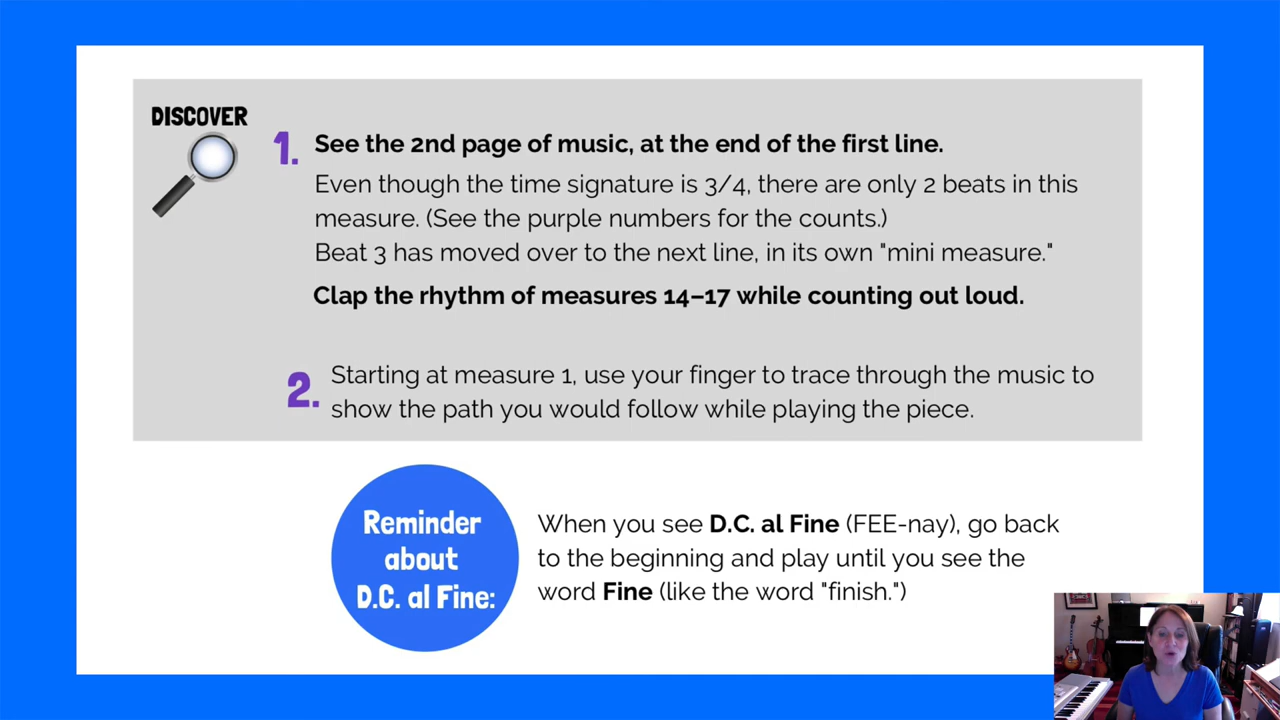 DISCOVER
1.
See the 2nd page of music, at the end of the first line.
Even though the time signature is 3/4, there are only 2 beats in this
measure. (See the purple numbers for the counts.)
Beat 3 has moved over to the next line, in its own "mini measure."
Clap the rhythm of measures 14–17 while counting out loud.
2.
Starting at measure 1, use your finger to trace through the music to
show the path you would follow while playing the piece.
Reminder
about
D.C. al Fine:
When you see D.C. al Fine (FEE-nay), go back
to the beginning and play until you see the
word Fine (like the word "finish.")